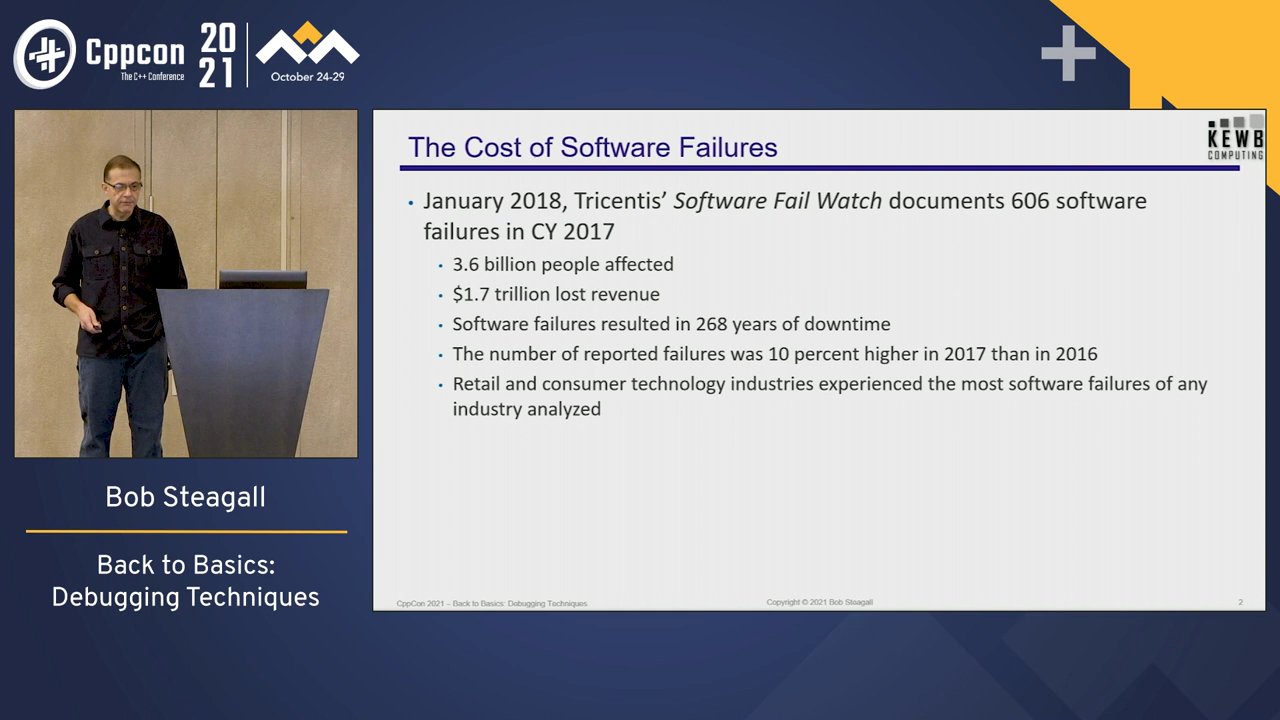 Cppcon
The C++ Conference
20
21
October 24-29
KEWB
COMPUTING
The Cost of Software Failures
• January 2018, Tricentis' Software Fail Watch documents 606 software
failures in CY 2017
• 3.6 billion people affected
• $1.7 trillion lost revenue
• Software failures resulted in 268 years of downtime
• The number of reported failures was 10 percent higher in 2017 than in 2016
• Retail and consumer technology industries experienced the most software failures of any
industry analyzed
CppCon 2021 – Back to Basics: Debugging Techniques
Copyright © 2021 Bob Steagall
2
Bob Steagall
Back to Basics:
Debugging Techniques